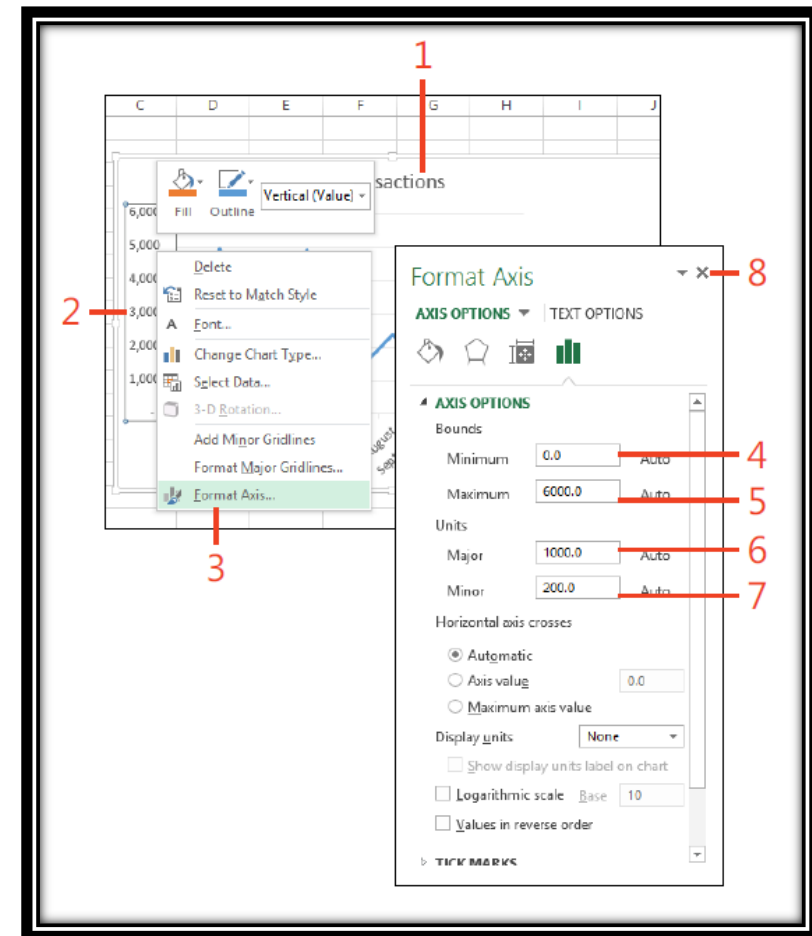 1
C D E F G H I J
sactions
Fill Outline Vertical (Value)
6,000
5,000
4,000
2 3,000
2,000
1,000
-
Delete
Reset to Match Style
A Font...
Change Chart Type...
Select Data...
3-D Rotation...
Add Minor Gridlines
Format Major Gridlines...
Format Axis...
3
ugust
Sept
Format Axis 8
AXIS OPTIONS TEXT OPTIONS
AXIS OPTIONS
Bounds
Minimum 0.0 Auto 4
Maximum 6000.0 Auto 5
Units
Major 1000.0 Auto 6
Minor 200.0 Auto 7
Horizontal axis crosses
Automatic
Axis value 0.0
Maximum axis value
Display units None
Show display units label on chart
Logarithmic scale Base 10
Values in reverse order
TICK MARKS